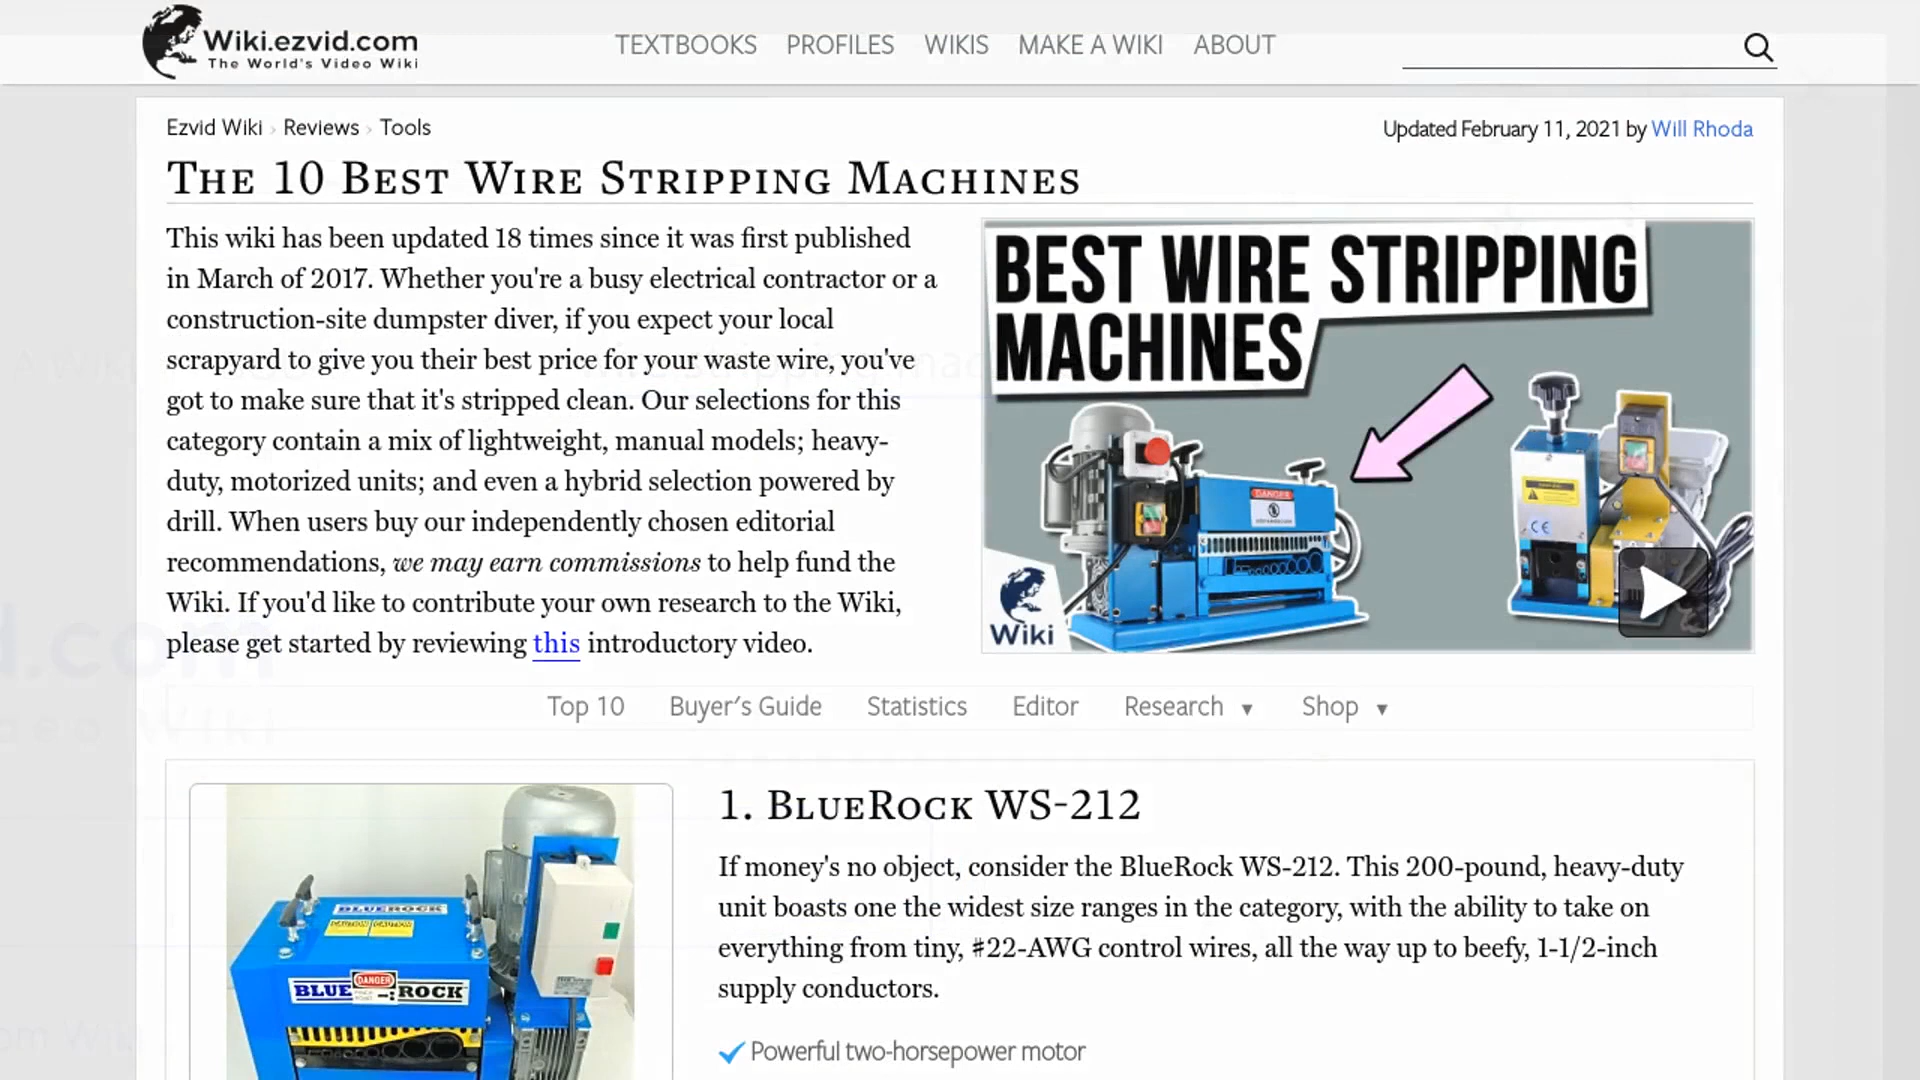 Wiki.ezvid.com
The World's Video Wiki
TEXTBOOKS PROFILES WIKIS MAKE A WIKI ABOUT
Ezvid Wiki › Reviews › Tools
Updated February 11, 2021 by Will Rhoda
The 10 Best Wire Stripping Machines
This wiki has been updated 18 times since it was first published
in March of 2017. Whether you're a busy electrical contractor or a
construction-site dumpster diver, if you expect your local
scrapyard to give you their best price for your waste wire, you've
got to make sure that it's stripped clean. Our selections for this
category contain a mix of lightweight, manual models; heavy-
duty, motorized units; and even a hybrid selection powered by
drill. When users buy our independently chosen editorial
recommendations, we may earn commissions to help fund the
Wiki. If you'd like to contribute your own research to the Wiki,
please get started by reviewing this introductory video.
BEST WIRE STRIPPING
MACHINES
DANGER
CE
Wiki
Top 10 Buyer's Guide Statistics Editor Research ▼ Shop ▼
1. BlueRock WS-212
If money's no object, consider the BlueRock WS-212. This 200-pound, heavy-duty
unit boasts one the widest size ranges in the category, with the ability to take on
everything from tiny, #22-AWG control wires, all the way up to beefy, 1-1/2-inch
supply conductors.
Powerful two-horsepower motor
BLUEROCK
CAUTION CAUTION
DANGER
BLUE ROCK